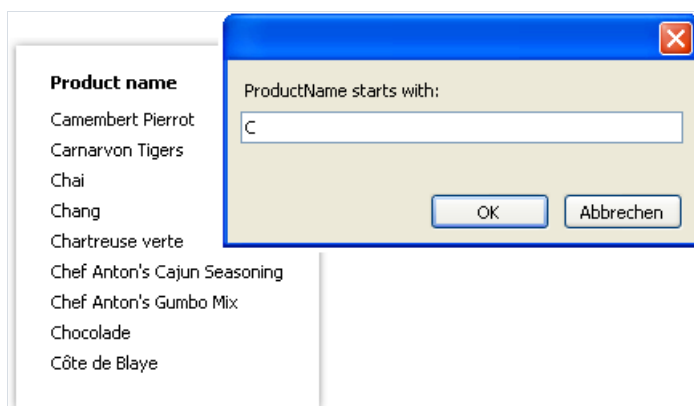 Product name
Camembert Pierrot
Carnarvon Tigers
Chai
Chang
Chartreuse verte
Chef Anton's Cajun Seasoning
Chef Anton's Gumbo Mix
Chocolade
Côte de Blaye
ProductName starts with:
C
OK
Abbrechen